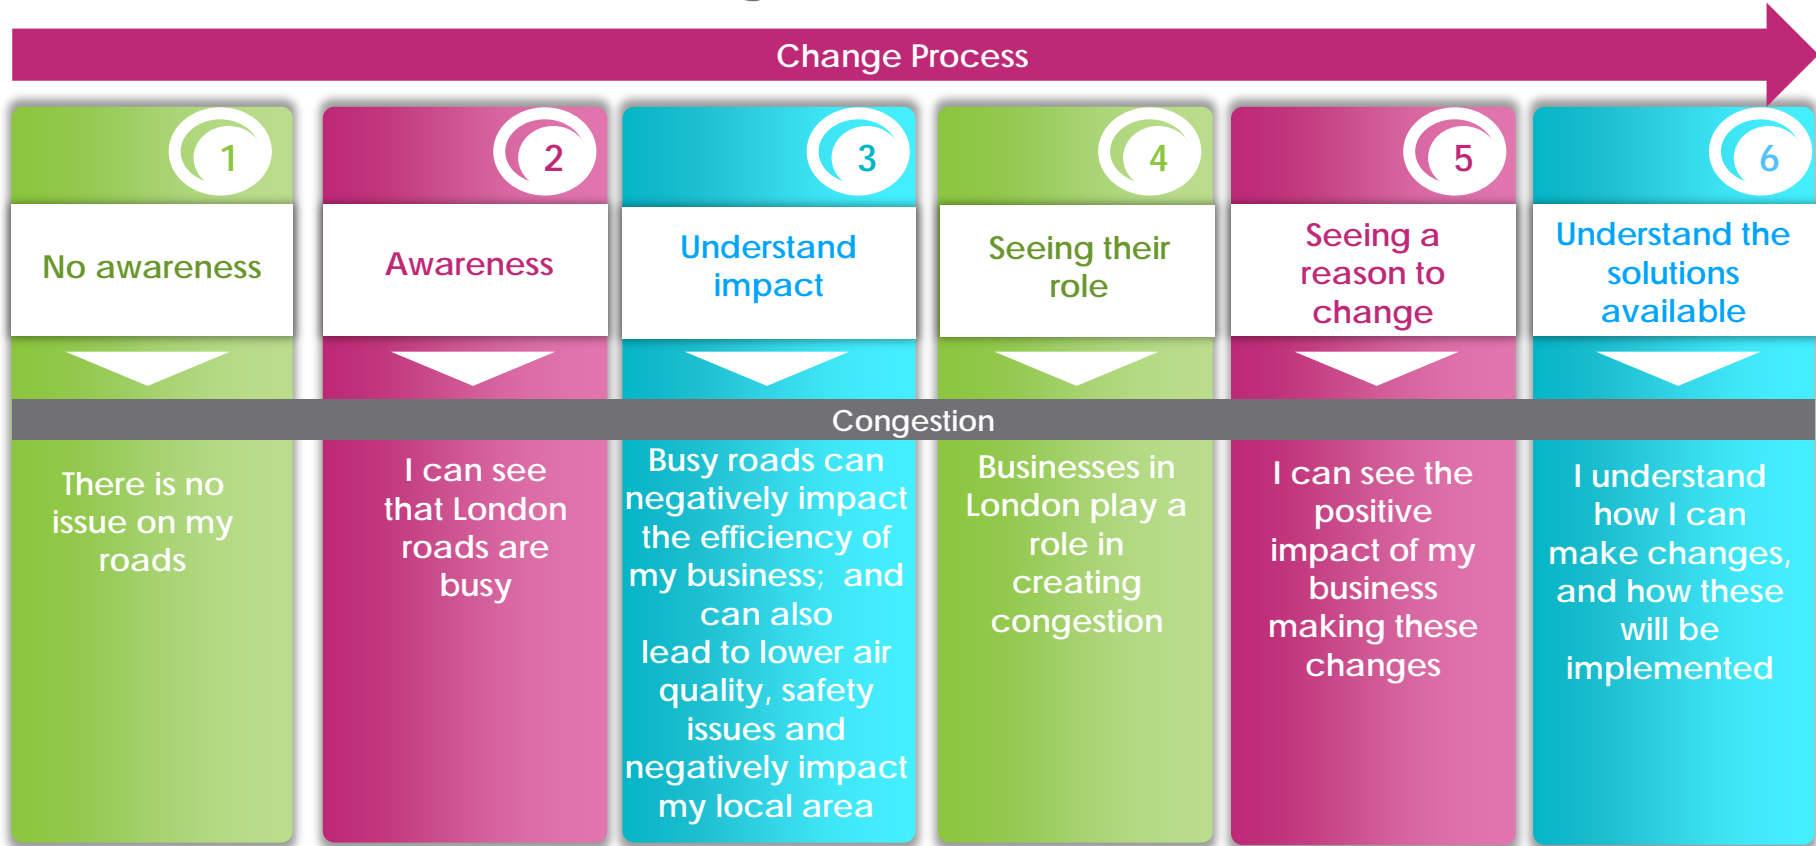 Change Process
1
No awareness
2
Awareness
3
Understand
impact
4
Seeing their
role
5
Seeing a
reason to
change
6
Understand the
solutions
available
Congestion
There is no
issue on my
roads
I can see
that London
roads are
busy
Busy roads can
negatively impact
the efficiency of
my business; and
can also
lead to lower air
quality, safety
issues and
negatively impact
my local area
Businesses in
London play a
role in
creating
congestion
I can see the
positive
impact of my
business
making these
changes
I understand
how I can
make changes,
and how these
will be
implemented